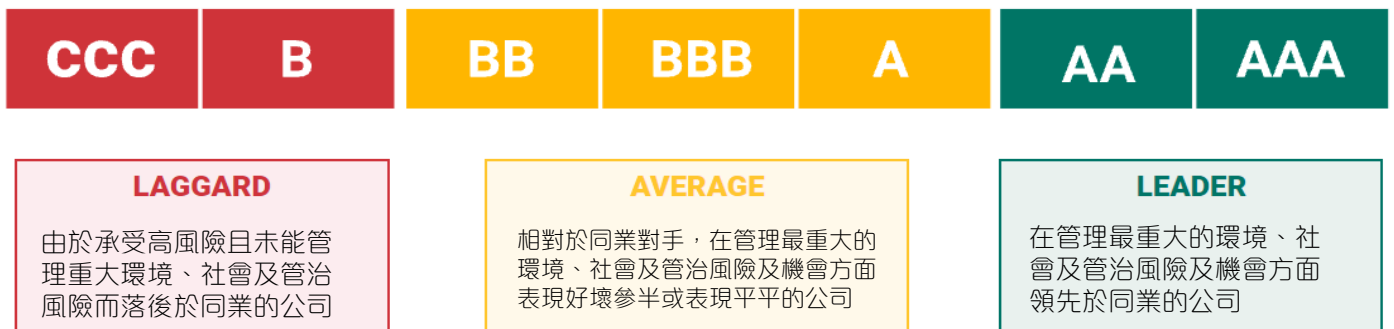 CCC B BB BBB A AA AAA
LAGGARD
由於承受高風險且未能管
理重大環境、社會及管治
風險而落後於同業的公司
AVERAGE
相對於同業對手，在管理最重大的
環境、社會及管治風險及機會方面
表現好壞參半或表現平平的公司
LEADER
在管理最重大的環境、社
會及管治風險及機會方面
領先於同業的公司